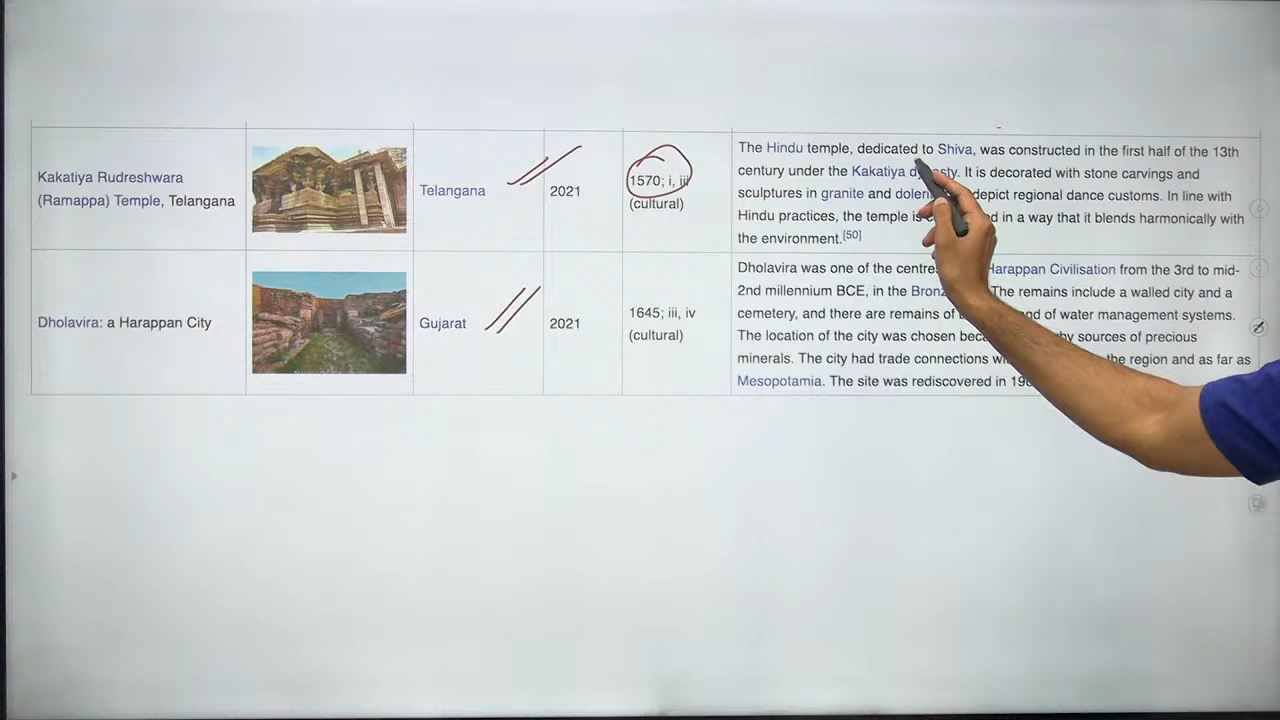 Kakatiya Rudreshwara
(Ramappa) Temple, Telangana
Telangana
2021
1570; i, iii
(cultural)
The Hindu temple, dedicated to Shiva, was constructed in the first half of the 13th
century under the Kakatiya dynasty. It is decorated with stone carvings and
sculptures in granite and depict regional dance customs. In line with
Hindu practices, the temple is in a way that it blends harmonically with
the environment.[50]
Dholavira: a Harappan City
Gujarat
2021
1645; iii, iv
(cultural)
Dholavira was one of the centres Harappan Civilisation from the 3rd to mid-
2nd millennium BCE, in the The remains include a walled city and a
cemetery, and there are remains of and of water management systems.
The location of the city was chosen sources of precious
minerals. The city had trade connections the region and as far as
Mesopotamia. The site was rediscovered in